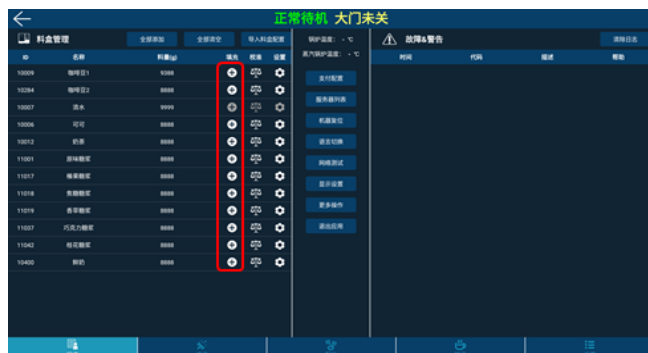 正常待机 大门未关
料盒管理 全部添加 全部清空 导入料盒配置
ID 名称 料量(g) 填充 校准 设置
10009 咖啡豆1 9388
10284 咖啡豆2 8888
10007 清水 9999
10006 可可 8888
10012 奶茶 8888
11001 原味糖浆 8888
11017 榛果糖浆 8888
11018 焦糖糖浆 8888
11019 香草糖浆 8888
11037 巧克力糖浆 8888
11042 桂花糖浆 8888
10400 鲜奶 8888
锅炉温度: - ℃
蒸汽锅炉温度: - ℃
支付配置
服务器列表
机器复位
语言切换
网络测试
显示设置
更多操作
退出应用
故障&警告 清除日志
时间 代码 描述 帮助